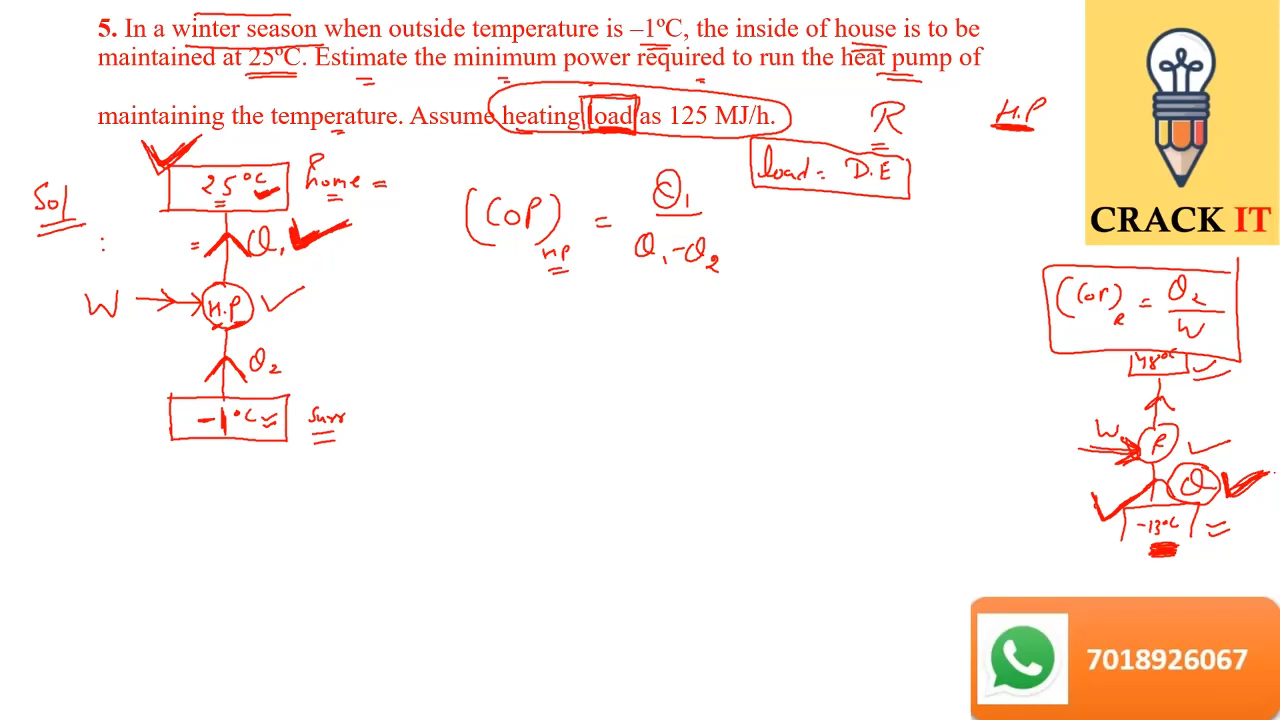 5. In a winter season when outside temperature is –1ºC, the inside of house is to be
maintained at 25ºC. Estimate the minimum power required to run the heat pump of
maintaining the temperature. Assume heating load as 125 MJ/h.
R
H.P
load = D.E
Sol
:
25°C
home =
= Q1
W
H.P
Q2
-1°C
Surr
(COP)HP = Q1
Q1-Q2
CRACK IT
(COP)R = Q2
W
48°C
W
R
Q
-13°C
7018926067